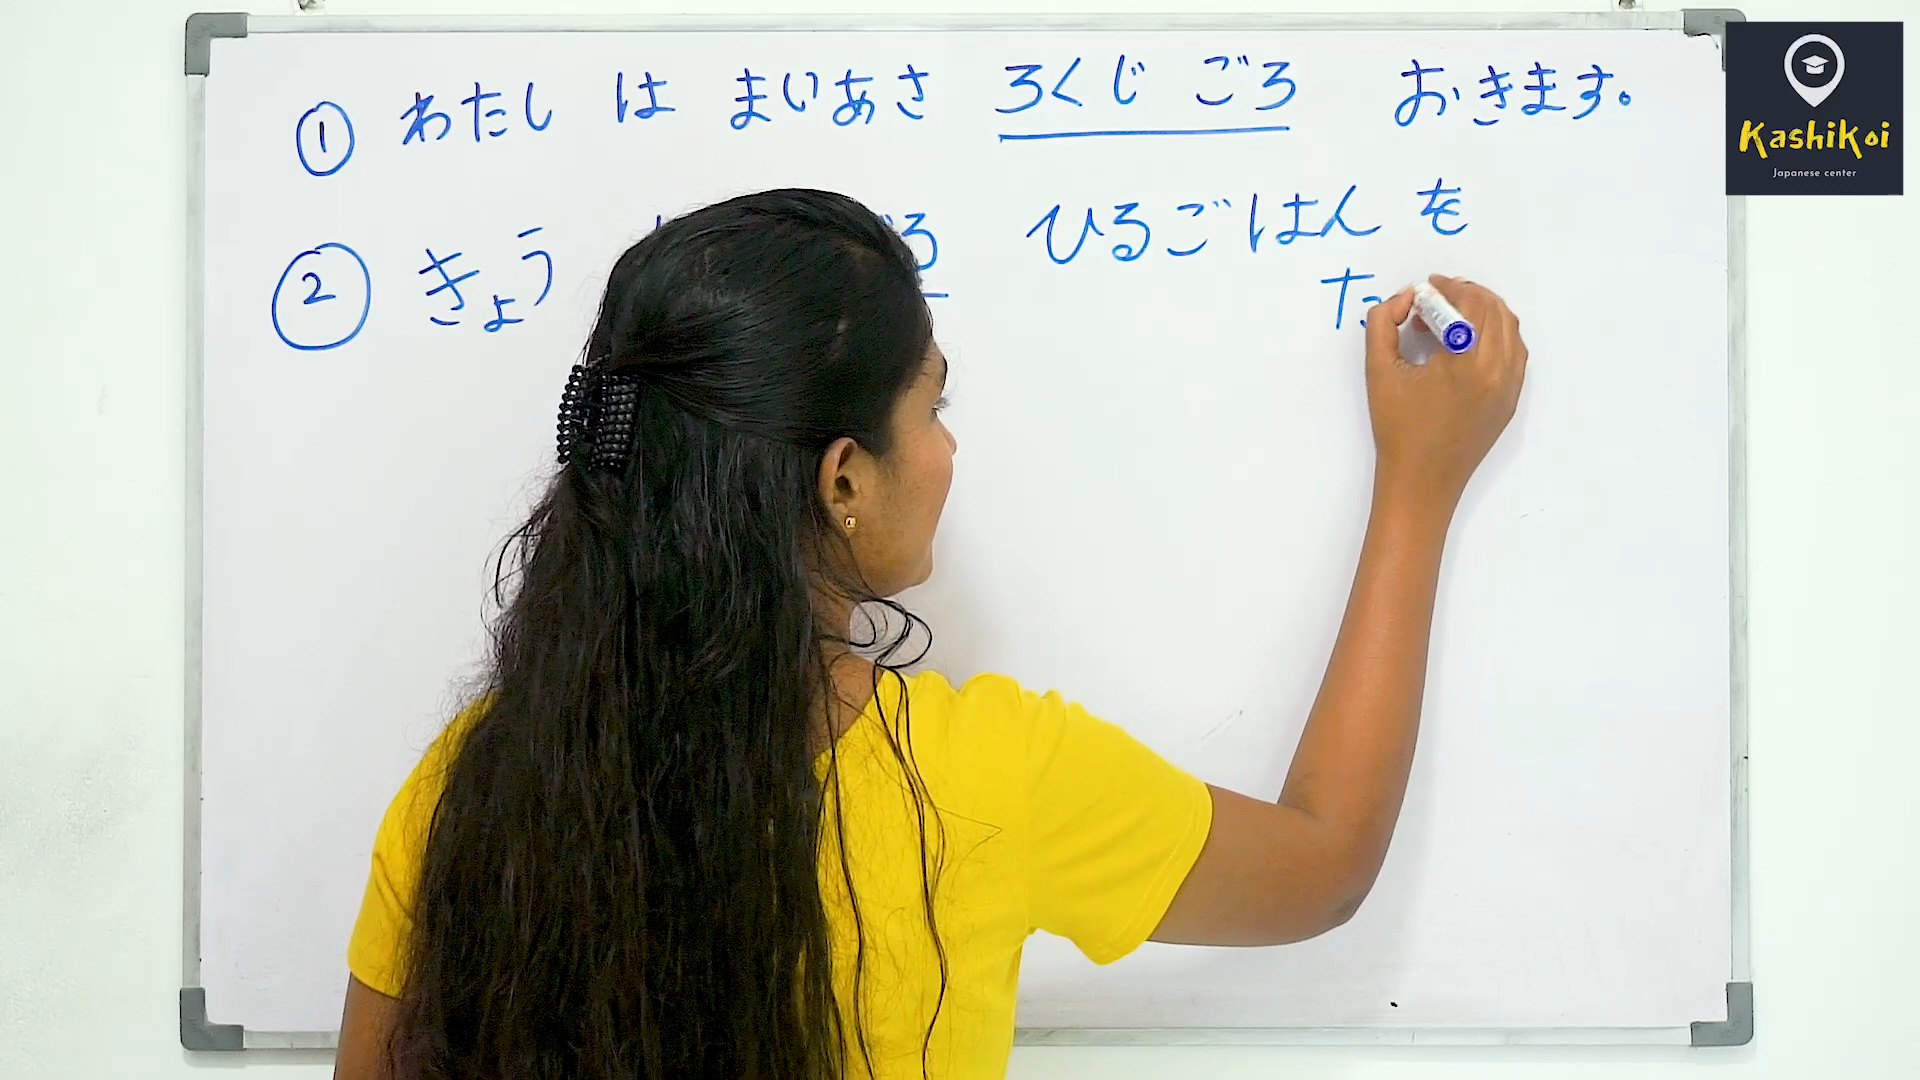 ① わたし は まいあさ ろくじ ごろ おきます。
② きょう ひるごはん を
た
Kashikoi
Japanese center